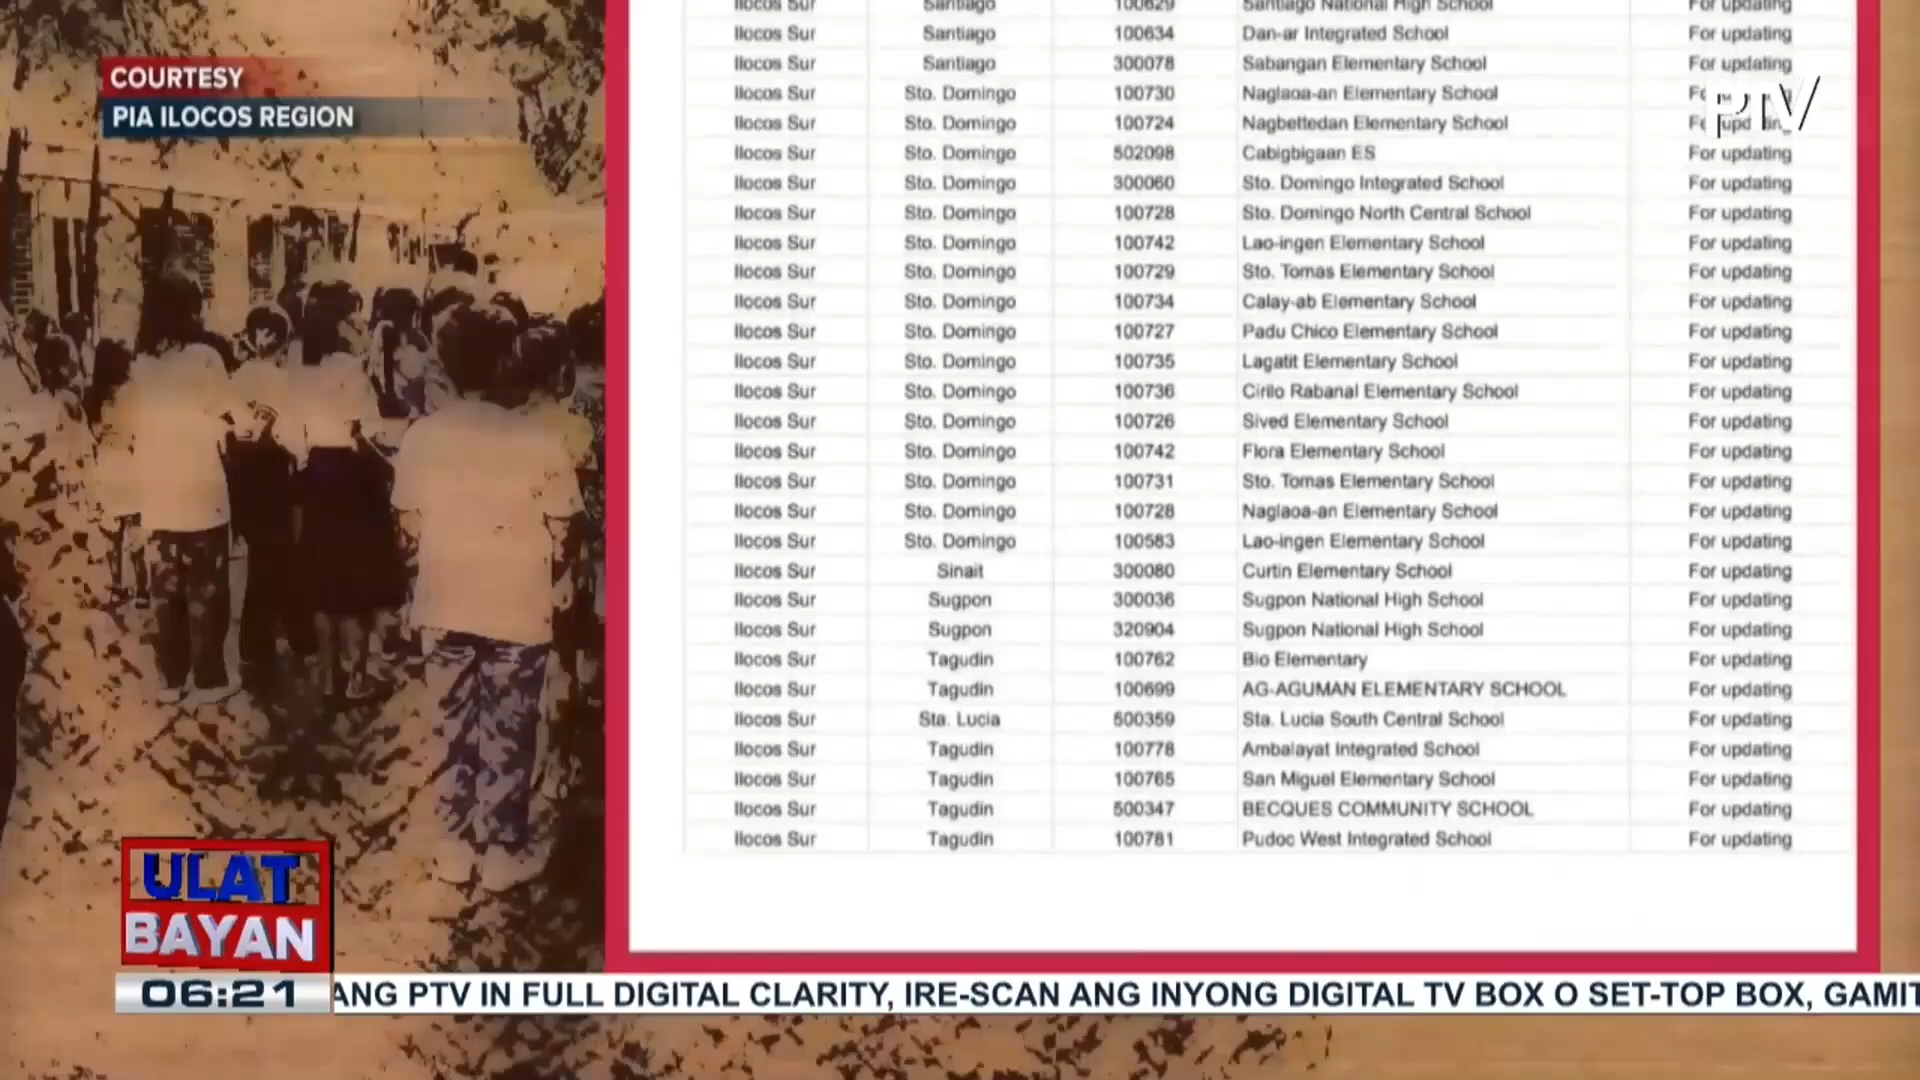 COURTESY
PIA ILOCOS REGION
PTV
Ilocos Sur Santiago 100629 Santiago National High School For updating
Ilocos Sur Santiago 100634 Dan-ar Integrated School For updating
Ilocos Sur Santiago 300078 Sabangan Elementary School For updating
Ilocos Sur Sto. Domingo 100730 Naglaoa-an Elementary School
Ilocos Sur Sto. Domingo 100724 Nagbettedan Elementary School
Ilocos Sur Sto. Domingo 502098 Cabigbigaan ES For updating
Ilocos Sur Sto. Domingo 300060 Sto. Domingo Integrated School For updating
Ilocos Sur Sto. Domingo 100728 Sto. Domingo North Central School For updating
Ilocos Sur Sto. Domingo 100742 Lao-ingen Elementary School For updating
Ilocos Sur Sto. Domingo 100729 Sto. Tomas Elementary School For updating
Ilocos Sur Sto. Domingo 100734 Calay-ab Elementary School For updating
Ilocos Sur Sto. Domingo 100727 Padu Chico Elementary School For updating
Ilocos Sur Sto. Domingo 100735 Lagatit Elementary School For updating
Ilocos Sur Sto. Domingo 100736 Cirilo Rabanal Elementary School For updating
Ilocos Sur Sto. Domingo 100726 Sived Elementary School For updating
Ilocos Sur Sto. Domingo 100742 Flora Elementary School For updating
Ilocos Sur Sto. Domingo 100731 Sto. Tomas Elementary School For updating
Ilocos Sur Sto. Domingo 100728 Naglaoa-an Elementary School For updating
Ilocos Sur Sto. Domingo 100583 Lao-ingen Elementary School For updating
Ilocos Sur Sinait 300080 Curtin Elementary School For updating
Ilocos Sur Sugpon 300036 Sugpon National High School For updating
Ilocos Sur Sugpon 320904 Sugpon National High School For updating
Ilocos Sur Tagudin 100762 Bio Elementary For updating
Ilocos Sur Tagudin 100699 AG-AGUMAN ELEMENTARY SCHOOL For updating
Ilocos Sur Sta. Lucia 500359 Sta. Lucia South Central School For updating
Ilocos Sur Tagudin 100778 Ambalayat Integrated School For updating
Ilocos Sur Tagudin 100765 San Miguel Elementary School For updating
Ilocos Sur Tagudin 500347 BECQUES COMMUNITY SCHOOL For updating
Ilocos Sur Tagudin 100781 Pudoc West Integrated School For updating
ULAT
BAYAN
06:21 ANG PTV IN FULL DIGITAL CLARITY, IRE-SCAN ANG INYONG DIGITAL TV BOX O SET-TOP BOX, GAMIT